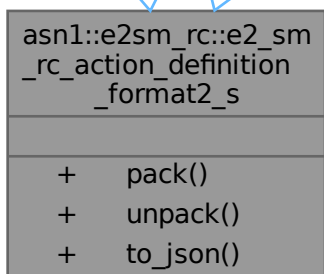 asn1::e2sm_rc::e2_sm
_rc_action_definition
_format2_s
+ pack()
+ unpack()
+ to_json()